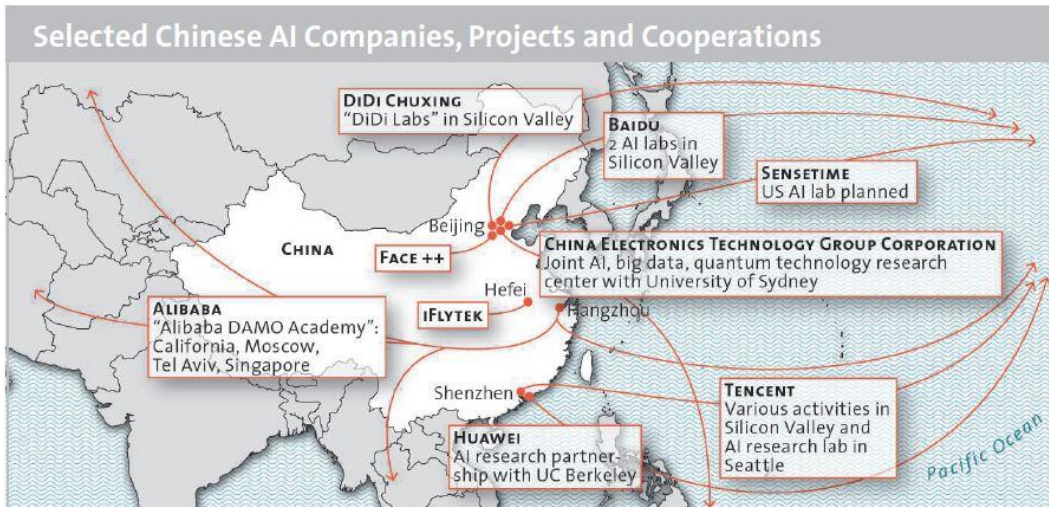 Selected Chinese AI Companies, Projects and Cooperations
DiDi Chuxing
“DiDi Labs” in Silicon Valley
Baidu
2 AI labs in
Silicon Valley
SenseTime
US AI lab planned
Beijing
China
Face ++
China Electronics Technology Group Corporation
Joint AI, big data, quantum technology research
center with University of Sydney
Hefei
iFlytek
Hangzhou
Alibaba
“Alibaba DAMO Academy”:
California, Moscow,
Tel Aviv, Singapore
Shenzhen
Tencent
Various activities in
Silicon Valley and
AI research lab in
Seattle
Huawei
AI research partner-
ship with UC Berkeley
Pacific Ocean